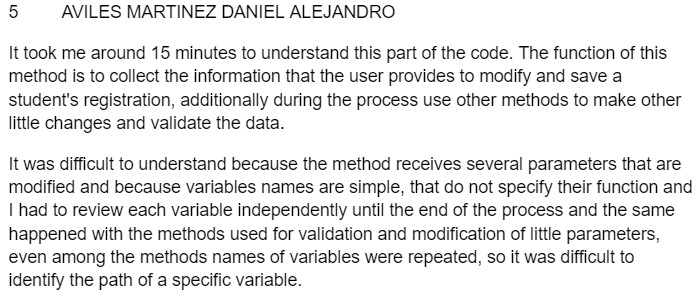 5 AVILES MARTINEZ DANIEL ALEJANDRO
It took me around 15 minutes to understand this part of the code. The function of this
method is to collect the information that the user provides to modify and save a
student's registration, additionally during the process use other methods to make other
little changes and validate the data.
It was difficult to understand because the method receives several parameters that are
modified and because variables names are simple, that do not specify their function and
I had to review each variable independently until the end of the process and the same
happened with the methods used for validation and modification of little parameters,
even among the methods names of variables were repeated, so it was difficult to
identify the path of a specific variable.